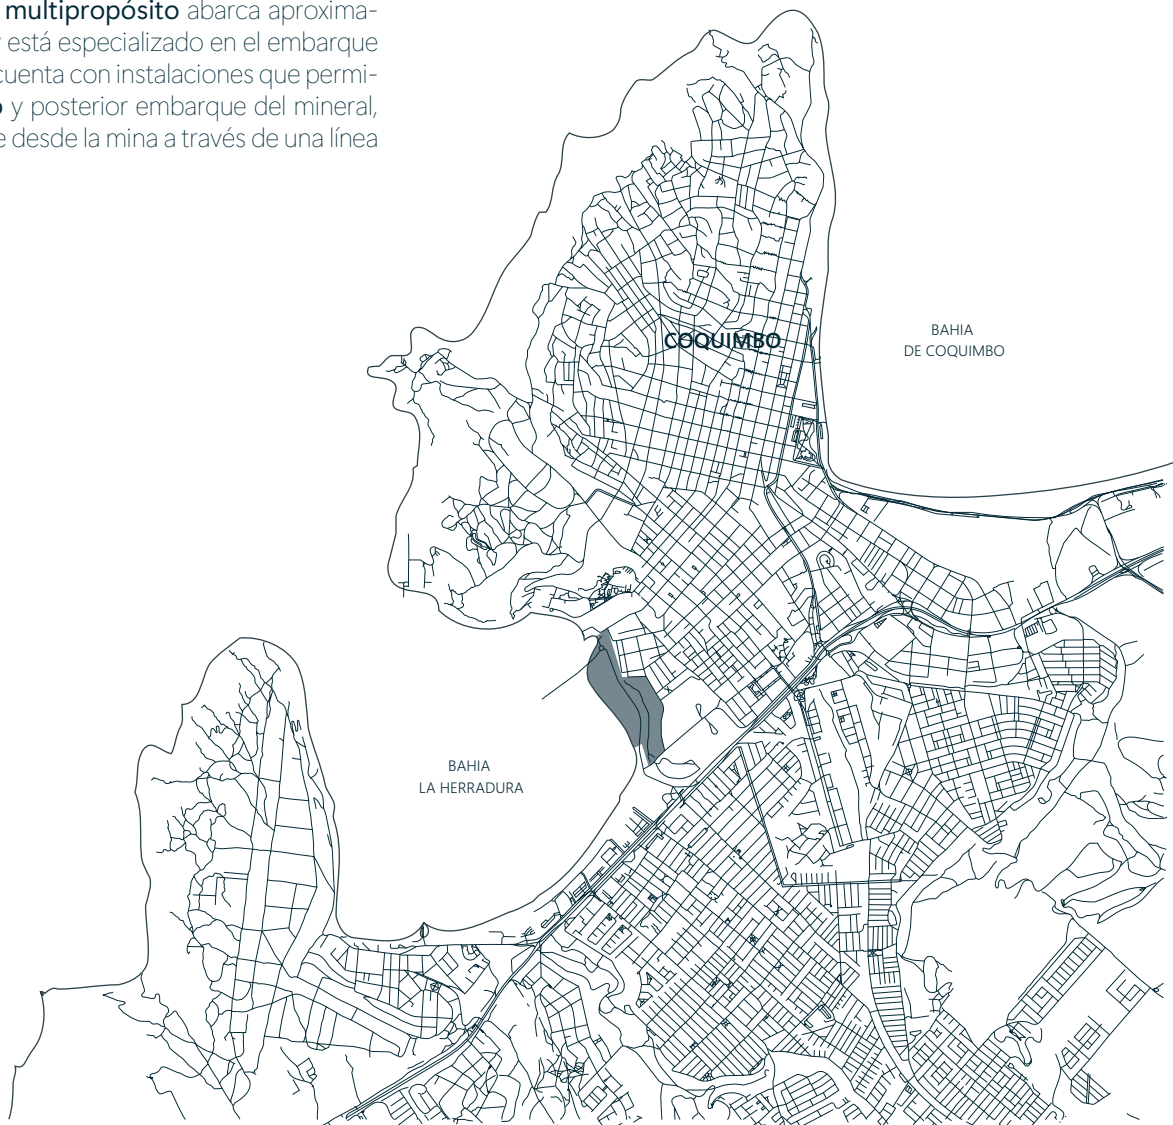 multipropósito abarca aproxima-
está especializado en el embarque
cuenta con instalaciones que permi-
y posterior embarque del mineral,
desde la mina a través de una línea
COQUIMBO
BAHIA
DE COQUIMBO
BAHIA
LA HERRADURA